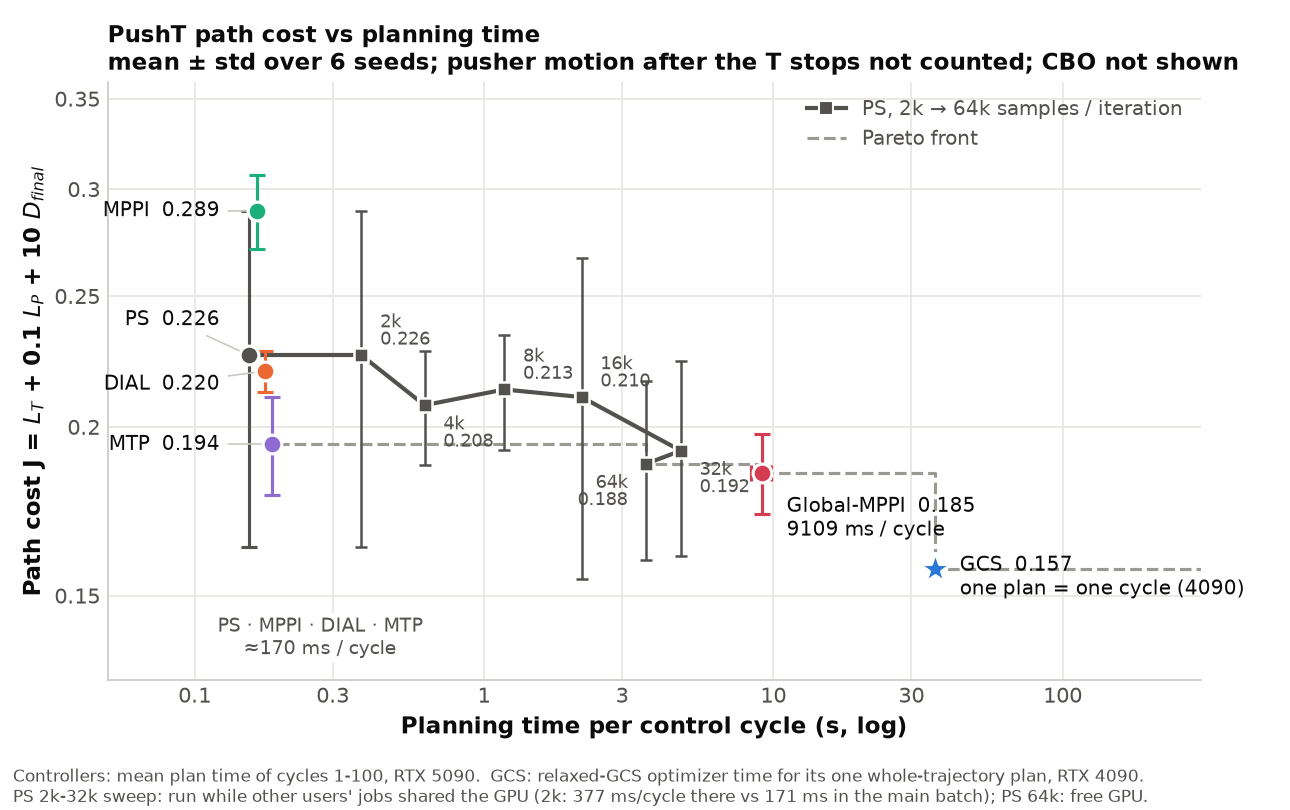 PushT path cost vs planning time
mean ± std over 6 seeds; pusher motion after the T stops not counted; CBO not shown
PS, 2k → 64k samples / iteration
Pareto front
Path cost J = L_T + 0.1 L_P + 10 D_final
0.35
0.3
0.25
0.2
0.15
MPPI 0.289
PS 0.226
DIAL 0.220
MTP 0.194
2k
0.226
4k
0.208
8k
0.213
16k
0.210
64k
0.188
32k
0.192
Global-MPPI 0.185
9109 ms / cycle
GCS 0.157
one plan = one cycle (4090)
PS · MPPI · DIAL · MTP
≈170 ms / cycle
0.1
0.3
1
3
10
30
100
Planning time per control cycle (s, log)
Controllers: mean plan time of cycles 1-100, RTX 5090. GCS: relaxed-GCS optimizer time for its one whole-trajectory plan, RTX 4090.
PS 2k-32k sweep: run while other users' jobs shared the GPU (2k: 377 ms/cycle there vs 171 ms in the main batch); PS 64k: free GPU.